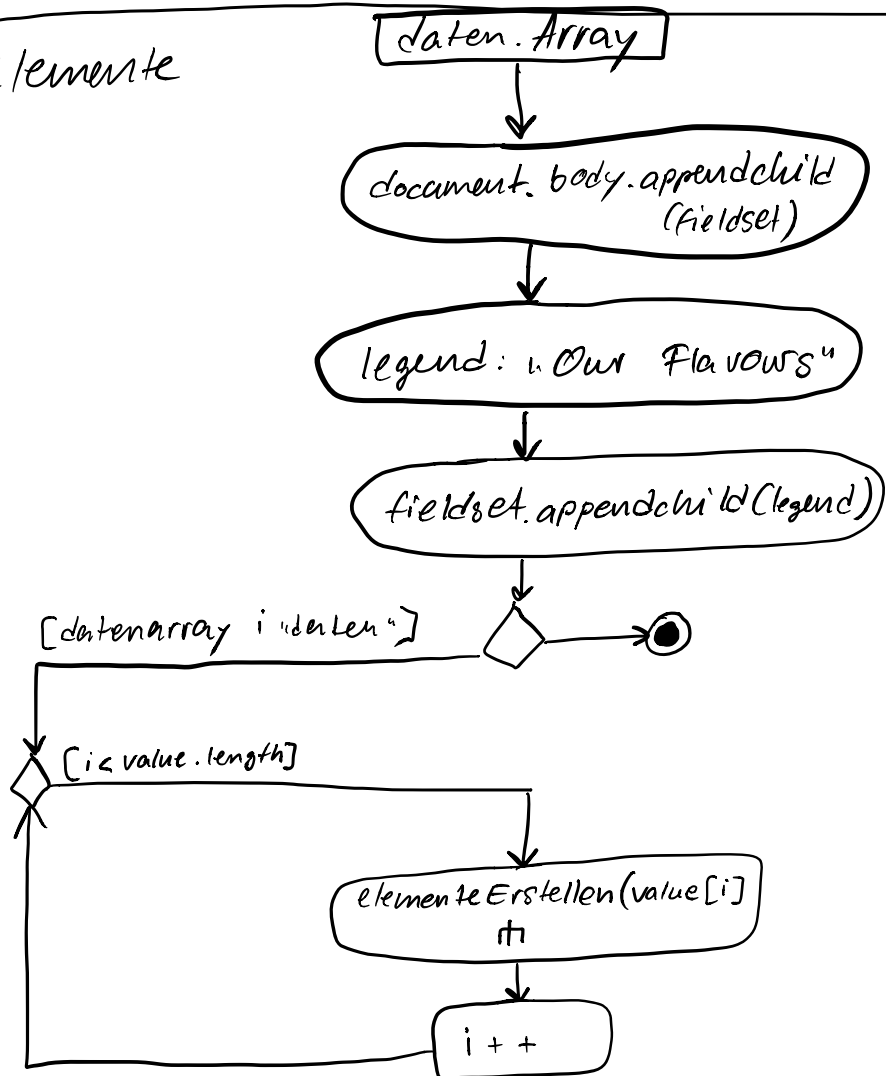 lemente
daten.Array
document.body.appendchild
(fieldset)
legend: „Our Flavours"
fieldset.appendchild(legend)
[datenarray i "daten"]
[i< value.length]
elementeErstellen(value[i]
i++